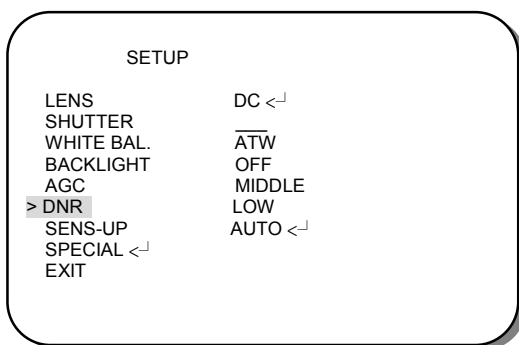 SETUP
LENS DC <┘
SHUTTER ___
WHITE BAL. ATW
BACKLIGHT OFF
AGC MIDDLE
> DNR LOW
SENS-UP AUTO <┘
SPECIAL <┘
EXIT